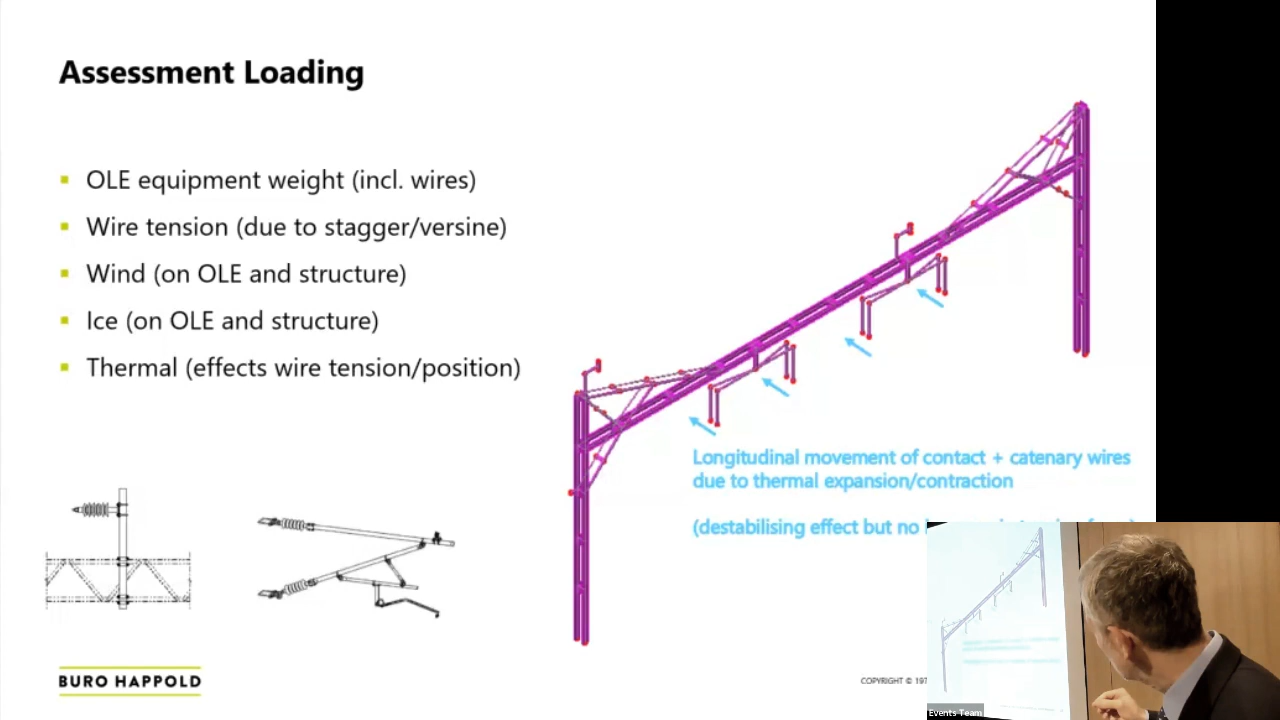 Assessment Loading
OLE equipment weight (incl. wires)
Wire tension (due to stagger/versine)
Wind (on OLE and structure)
Ice (on OLE and structure)
Thermal (effects wire tension/position)
Longitudinal movement of contact + catenary wires
due to thermal expansion/contraction
(destabilising effect but no
BURO HAPPOLD
COPYRIGHT © 197
Events Team